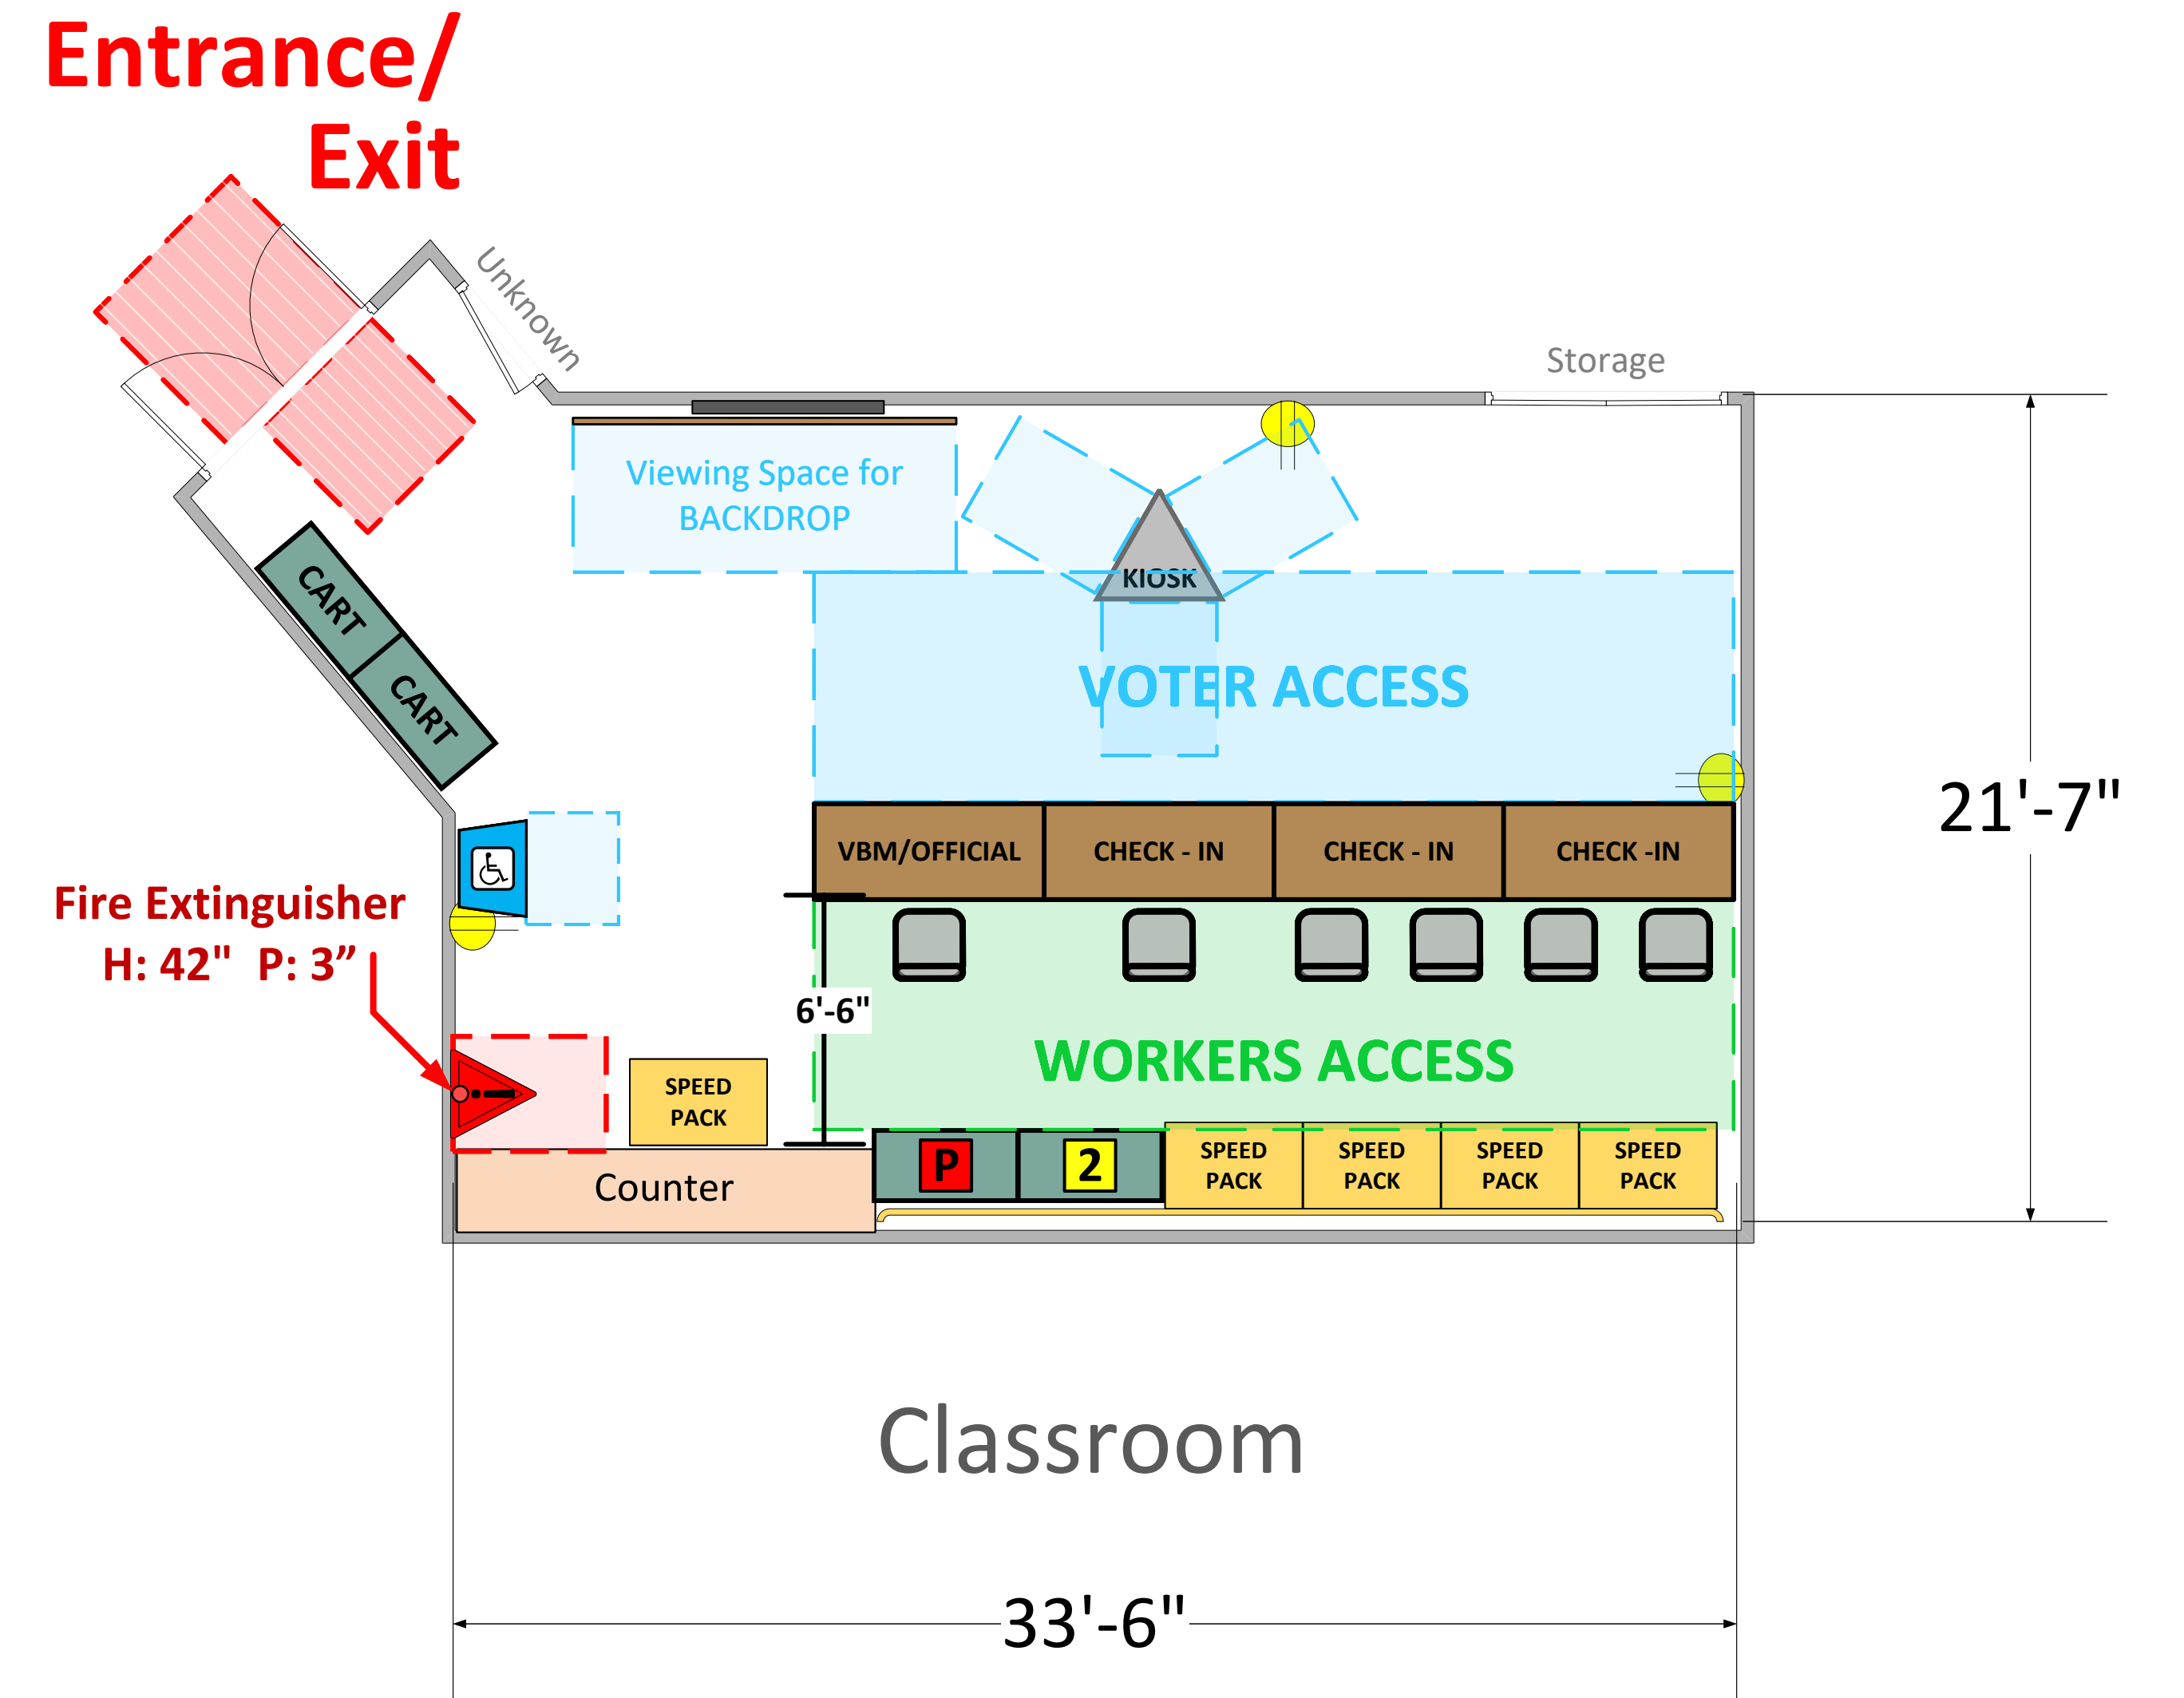 Entrance/
Exit
Unknown
Storage
Viewing Space for
BACKDROP
KIOSK
CART
CART
VOTER ACCESS
21'-7"
VBM/OFFICIAL
CHECK - IN
CHECK - IN
CHECK -IN
Fire Extinguisher
H: 42"  P: 3”
6'-6"
WORKERS ACCESS
SPEED
PACK
P
2
SPEED
PACK
SPEED
PACK
SPEED
PACK
SPEED
PACK
Counter
Classroom
33'-6"